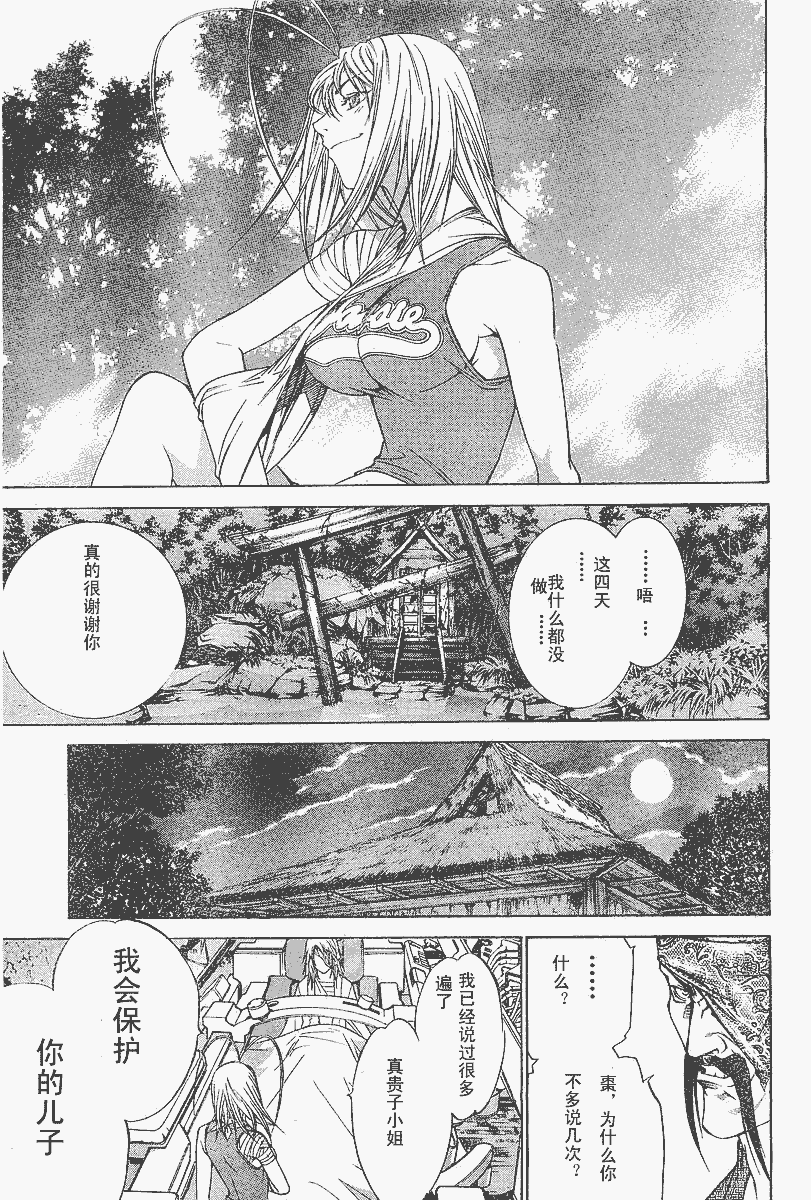 ……唔…
这四天
……
我什么都没
做……
真的很谢谢你
……
什么？
棗，为什么你
不多说几次？
我已经说过很多
遍了
真贵子小姐
我会保护
你的儿子